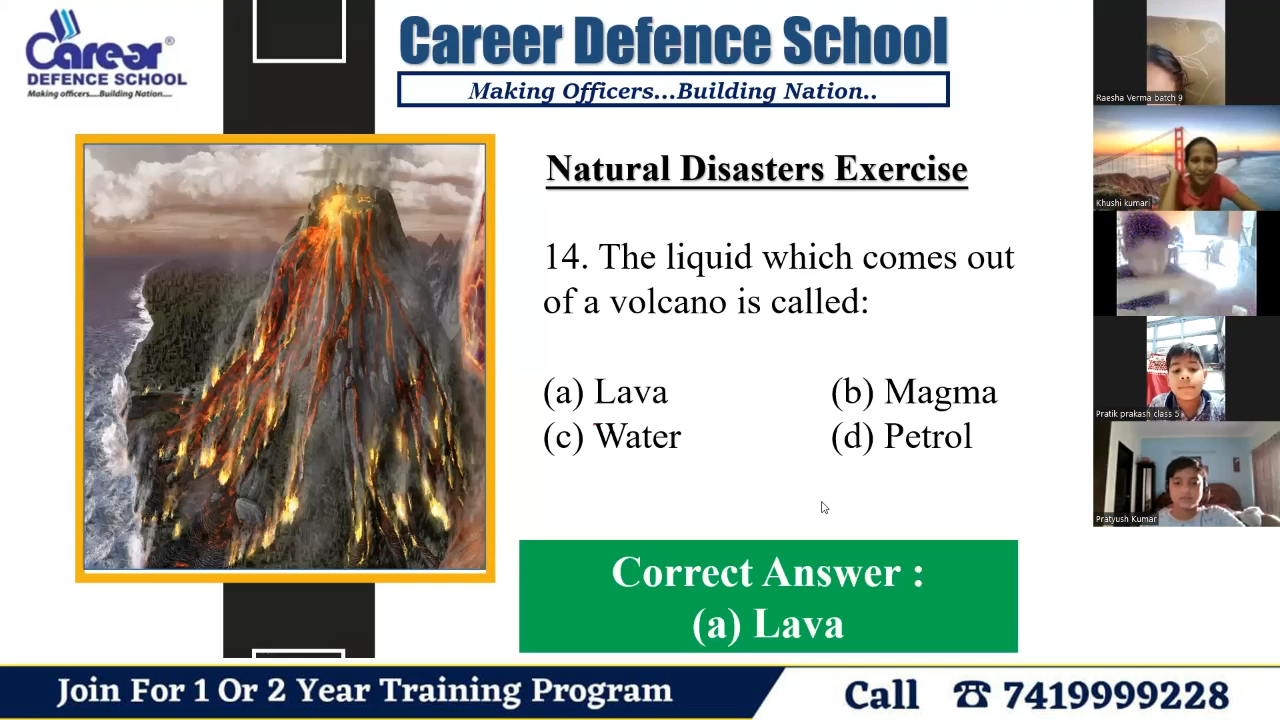 Carear®
DEFENCE SCHOOL
Making officers....Building Nation....
Career Defence School
Making Officers...Building Nation..
Natural Disasters Exercise
14. The liquid which comes out
of a volcano is called:
(a) Lava
(b) Magma
(c) Water
(d) Petrol
Correct Answer :
(a) Lava
Raesha Verma batch 9
Khushi kumari
Pratik prakash class 5
Pratyush Kumar
Join For 1 Or 2 Year Training Program
Call ☎ 7419999228